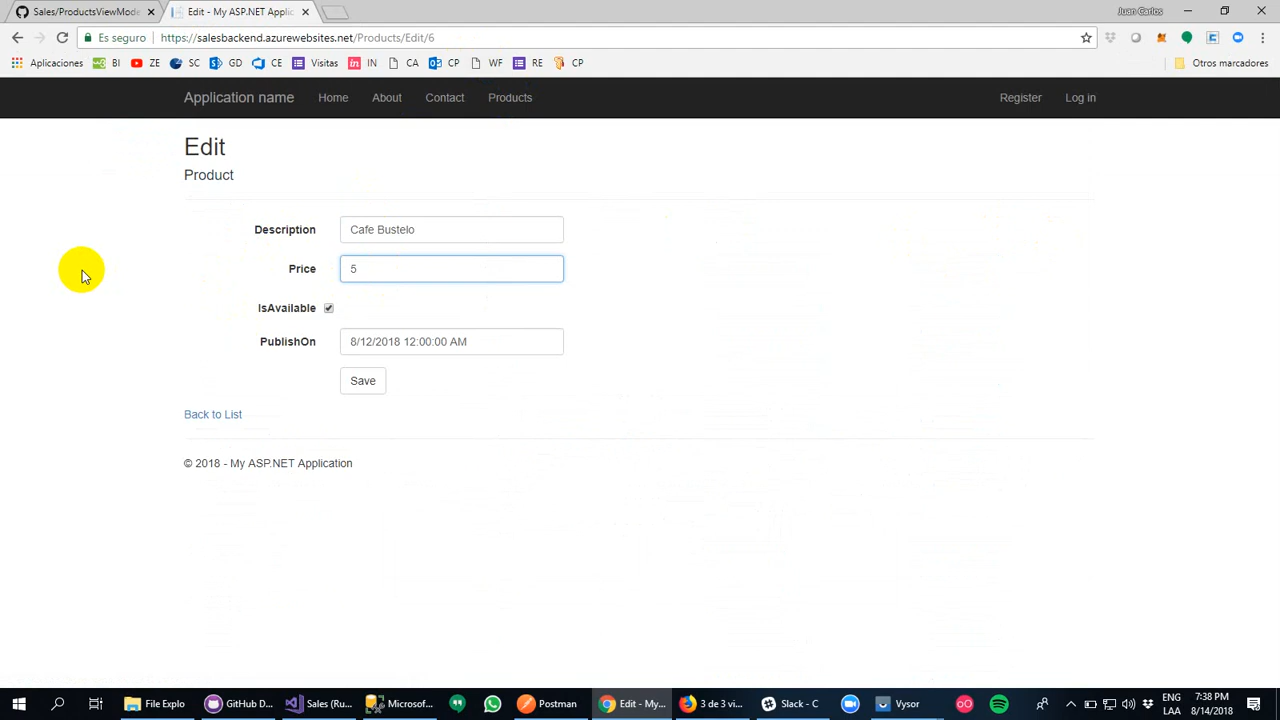 Sales/ProductsViewMode
Edit - My ASP.NET Applic
Juan Carlos
Es seguro
https://salesbackend.azurewebsites.net/Products/Edit/6
Aplicaciones
BI
ZE
SC
GD
CE
Visitas
IN
CA
CP
WF
RE
CP
Otros marcadores
Application name
Home
About
Contact
Products
Register
Log in
Edit
Product
Description
Cafe Bustelo
Price
5
IsAvailable
PublishOn
8/12/2018 12:00:00 AM
Save
Back to List
© 2018 - My ASP.NET Application
File Explo
GitHub D...
Sales (Ru...
Microsof...
Postman
Edit - My...
3 de 3 vi...
Slack - C
Vysor
ENG
LAA
7:38 PM
8/14/2018